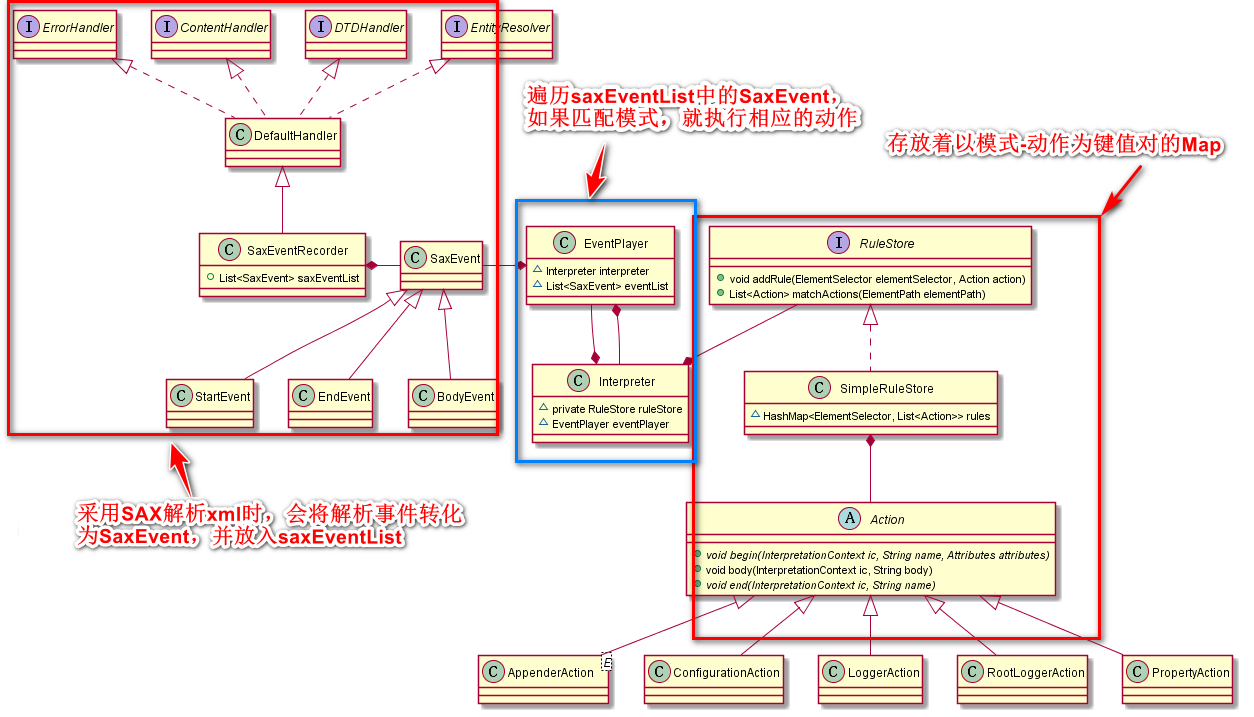 I ErrorHandler
I ContentHandler
I DTDHandler
I EntityResolver
C DefaultHandler
遍历saxEventList中的SaxEvent，
如果匹配模式，就执行相应的动作
存放着以模式-动作为键值对的Map
C SaxEventRecorder
List<SaxEvent> saxEventList
C SaxEvent
C EventPlayer
Interpreter interpreter
List<SaxEvent> eventList
I RuleStore
void addRule(ElementSelector elementSelector, Action action)
List<Action> matchActions(ElementPath elementPath)
C StartEvent
C EndEvent
C BodyEvent
C Interpreter
private RuleStore ruleStore
EventPlayer eventPlayer
C SimpleRuleStore
HashMap<ElementSelector, List<Action>> rules
采用SAX解析xml时，会将解析事件转化
为SaxEvent，并放入saxEventList
A Action
void begin(InterpretationContext ic, String name, Attributes attributes)
void body(InterpretationContext ic, String body)
void end(InterpretationContext ic, String name)
C AppenderAction E
C ConfigurationAction
C LoggerAction
C RootLoggerAction
C PropertyAction